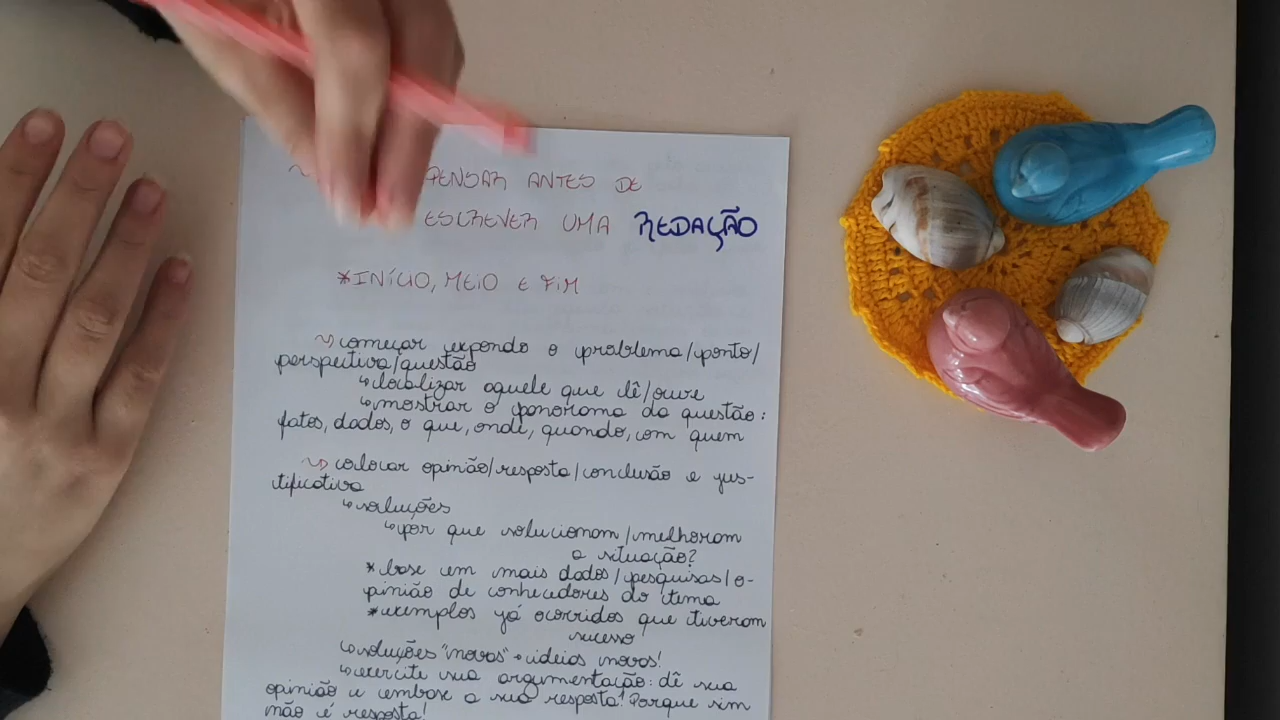 PENSAR ANTES DE
ESCREVER UMA REDAÇÃO
*INÍCIO, MEIO E FIM
começar expondo o problema/ponto/
perspectiva/questão
↳localizar aquele que lê/ouve
↳mostrar o panorama da questão:
fatos, dados, o que, onde, quando, com quem
colocar opinião/resposta/conclusão e jus-
tificativa
↳soluções
↳por que solucionam/melhoram
a situação?
*base em mais dados/pesquisas/o-
pinião de conhecedores do tema
*exemplos já ocorridos que tiveram
sucesso
↳soluções "novas" → ideias novas!
↳exercite sua argumentação: dê sua
opinião e embase a sua resposta! Porque sim
não é resposta!